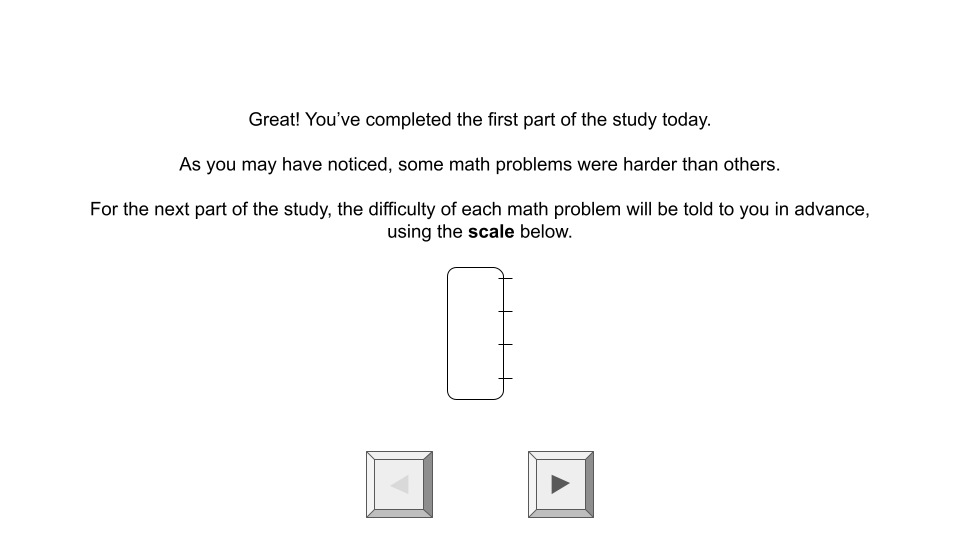 Great! You’ve completed the first part of the study today.
As you may have noticed, some math problems were harder than others.
For the next part of the study, the difficulty of each math problem will be told to you in advance,
using the scale below.